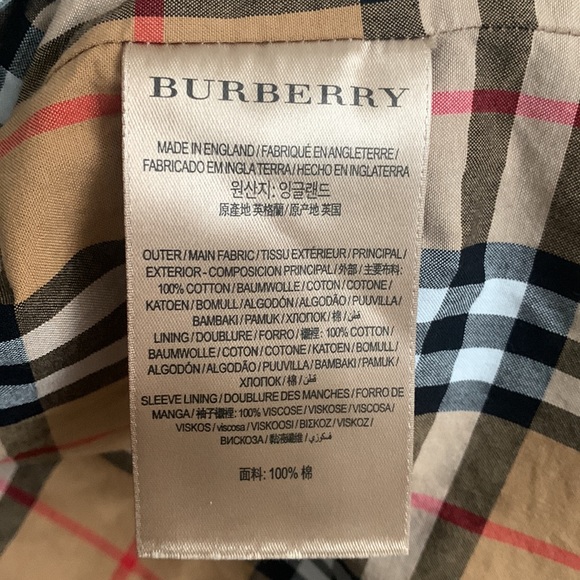 BURBERRY
MADE IN ENGLAND / FABRIQUÉ EN ANGLETERRE /
FABRICADO EM INGLA TERRA / HECHO EN INGLATERRA
원산지: 잉글랜드
原產地 英格蘭 / 原产地 英国
OUTER / MAIN FABRIC / TISSU EXTÉRIEUR / PRINCIPAL /
EXTERIOR - COMPOSICION PRINCIPAL / 外部 / 主要布料:
100% COTTON / BAUMWOLLE / COTON / COTONE /
KATOEN / BOMULL / ALGODÓN / ALGODÃO / PUUVILLA /
BAMBAKI / PAMUK / ХЛОПОК / 棉 / قطن /
LINING / DOUBLURE / FORRO / 襯裡: 100% COTTON /
BAUMWOLLE / COTON / COTONE / KATOEN / BOMULL /
ALGODÓN / ALGODÃO / PUUVILLA / BAMBAKI / PAMUK /
ХЛОПОК / 棉 / قطن /
SLEEVE LINING / DOUBLURE DES MANCHES / FORRO DE
MANGA / 袖子襯裡: 100% VISCOSE / VISKOSE / VISCOSA /
VISKOS / viscosa / VISKOOSI / ΒΙΣΚΟΖ / VISKOZ /
ВИСКОЗА / 黏液纖維 / فسكوزي /
面料: 100% 棉